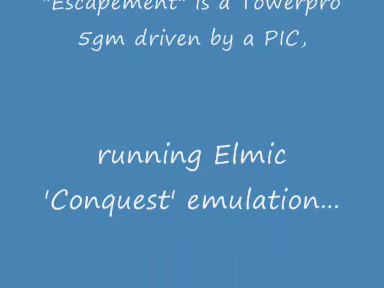 "Escapement" is a Towerpro
5gm driven by a PIC,
running Elmic
'Conquest' emulation...